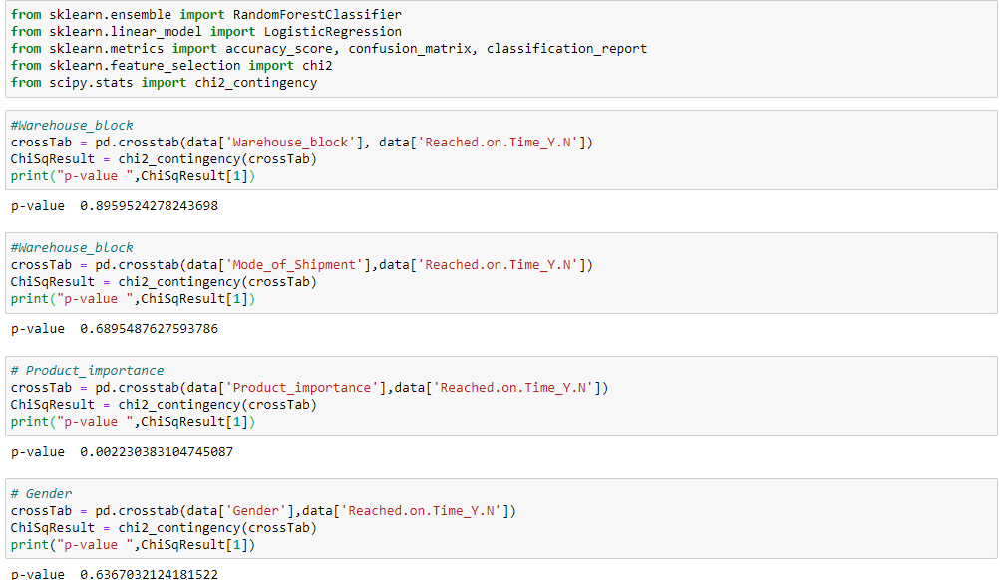 from sklearn.ensemble import RandomForestClassifier
from sklearn.linear_model import LogisticRegression
from sklearn.metrics import accuracy_score, confusion_matrix, classification_report
from sklearn.feature_selection import chi2
from scipy.stats import chi2_contingency
#Warehouse_block
crossTab = pd.crosstab(data['Warehouse_block'], data['Reached.on.Time_Y.N'])
ChiSqResult = chi2_contingency(crossTab)
print("p-value ",ChiSqResult[1])
p-value  0.8959524278243698
#Warehouse_block
crossTab = pd.crosstab(data['Mode_of_Shipment'],data['Reached.on.Time_Y.N'])
ChiSqResult = chi2_contingency(crossTab)
print("p-value ",ChiSqResult[1])
p-value  0.6895487627593786
# Product_importance
crossTab = pd.crosstab(data['Product_importance'],data['Reached.on.Time_Y.N'])
ChiSqResult = chi2_contingency(crossTab)
print("p-value ",ChiSqResult[1])
p-value  0.002230383104745087
# Gender
crossTab = pd.crosstab(data['Gender'],data['Reached.on.Time_Y.N'])
ChiSqResult = chi2_contingency(crossTab)
print("p-value ",ChiSqResult[1])
p-value  0.6367032124181522